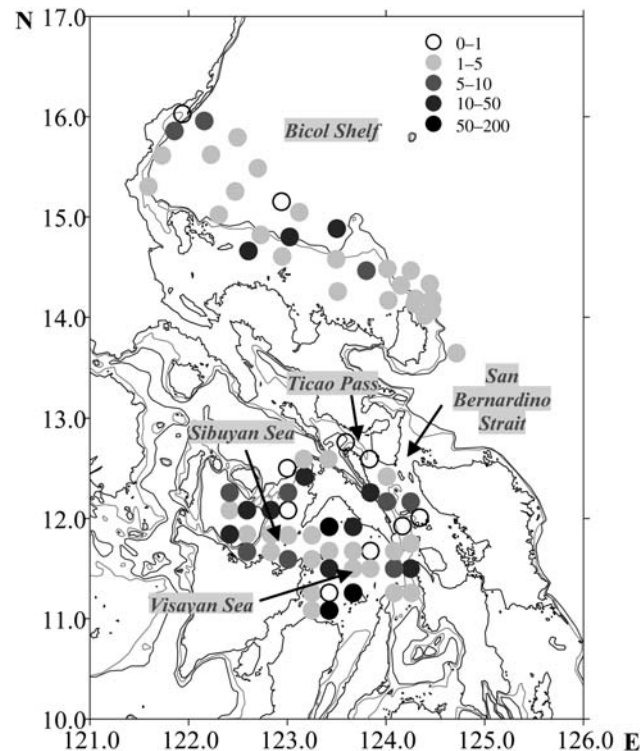 N
17.0
16.0
15.0
14.0
13.0
12.0
11.0
10.0
0–1
1–5
5–10
10–50
50–200
Bicol Shelf
Ticao Pass
San
Bernardino
Strait
Sibuyan Sea
Visayan Sea
121.0 122.0 123.0 124.0 125.0 126.0
E